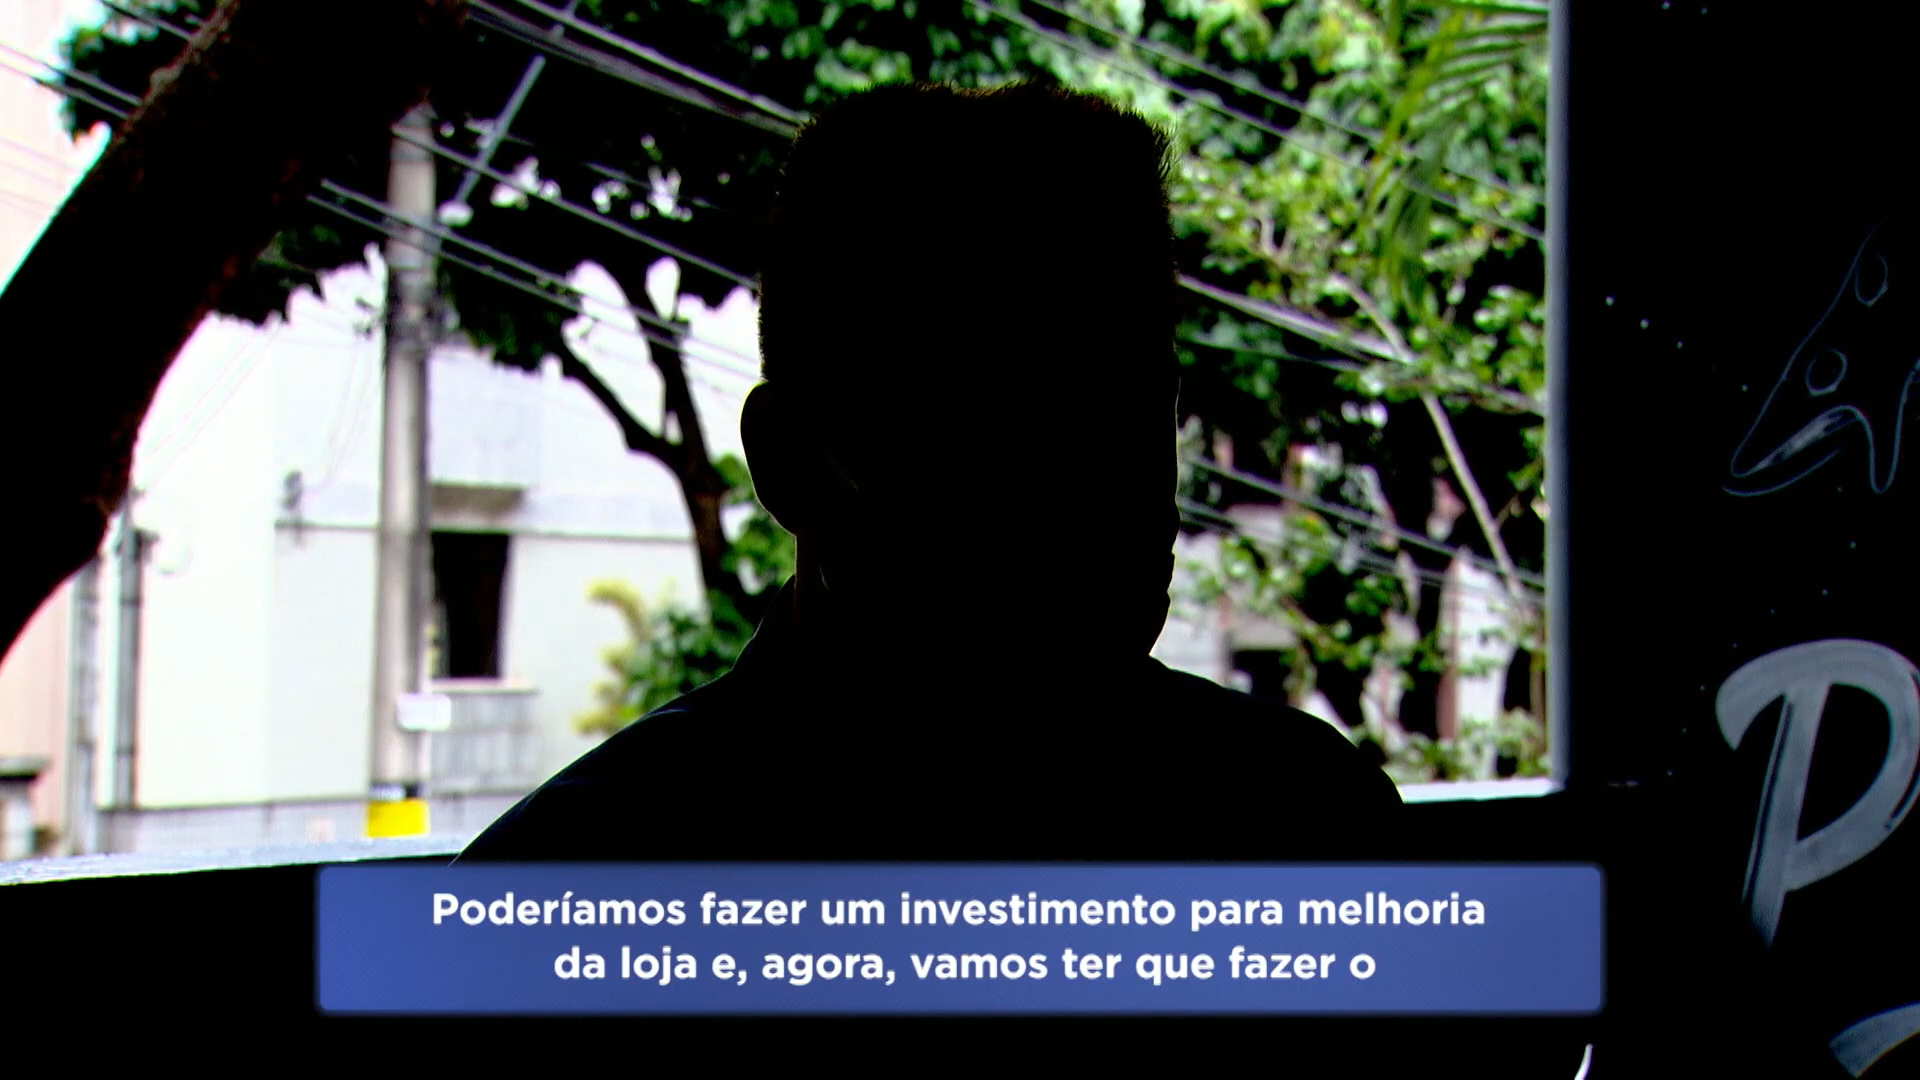 P
Poderíamos fazer um investimento para melhoria
da loja e, agora, vamos ter que fazer o